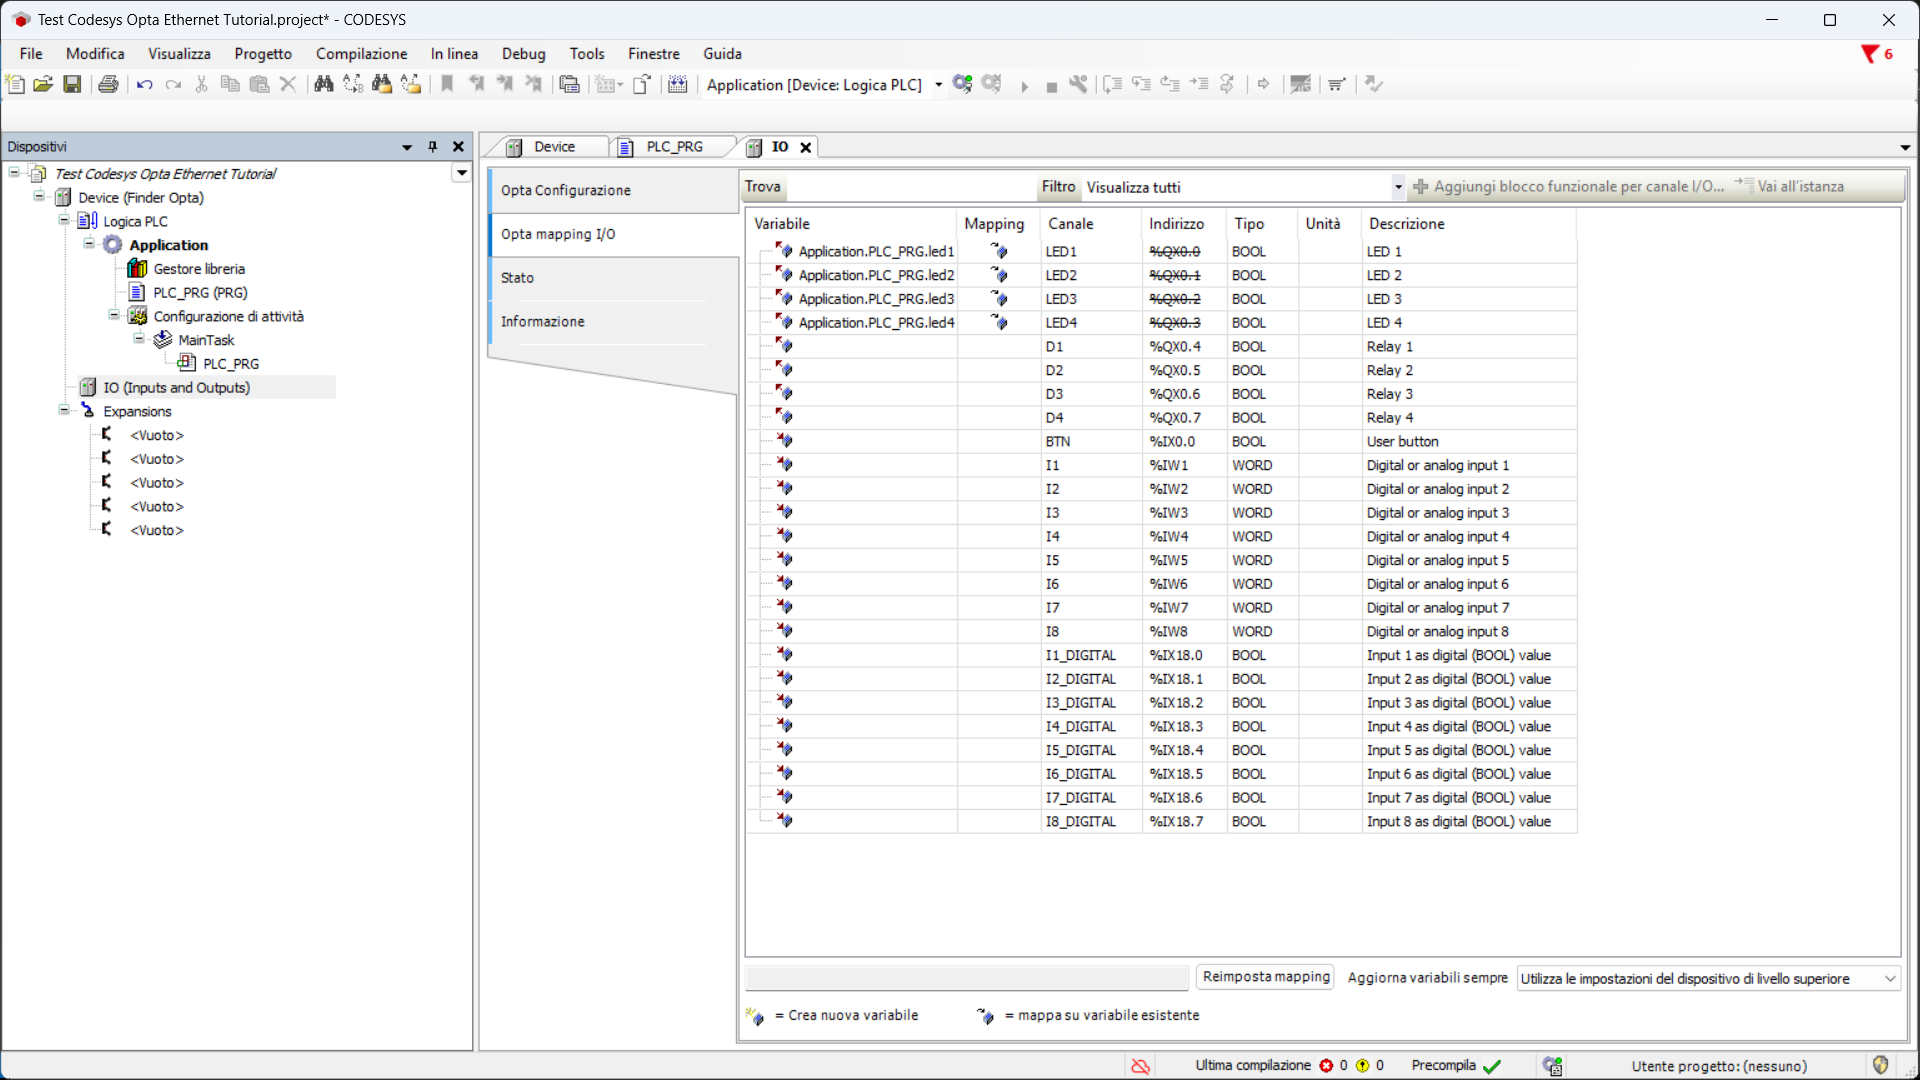 Test Codesys Opta Ethernet Tutorial.project* - CODESYS
File Modifica Visualizza Progetto Compilazione In linea Debug Tools Finestre Guida
6
Application [Device: Logica PLC]
Dispositivi
Test Codesys Opta Ethernet Tutorial
Device (Finder Opta)
Logica PLC
Application
Gestore libreria
PLC_PRG (PRG)
Configurazione di attività
MainTask
PLC_PRG
IO (Inputs and Outputs)
Expansions
<Vuoto>
<Vuoto>
<Vuoto>
<Vuoto>
<Vuoto>
Device PLC_PRG IO
Opta Configurazione
Opta mapping I/O
Stato
Informazione
Trova Filtro Visualizza tutti Aggiungi blocco funzionale per canale I/O... Vai all'istanza
Variabile Mapping Canale Indirizzo Tipo Unità Descrizione
Application.PLC_PRG.led1 LED1 %QX0.0 BOOL LED 1
Application.PLC_PRG.led2 LED2 %QX0.1 BOOL LED 2
Application.PLC_PRG.led3 LED3 %QX0.2 BOOL LED 3
Application.PLC_PRG.led4 LED4 %QX0.3 BOOL LED 4
D1 %QX0.4 BOOL Relay 1
D2 %QX0.5 BOOL Relay 2
D3 %QX0.6 BOOL Relay 3
D4 %QX0.7 BOOL Relay 4
BTN %IX0.0 BOOL User button
I1 %IW1 WORD Digital or analog input 1
I2 %IW2 WORD Digital or analog input 2
I3 %IW3 WORD Digital or analog input 3
I4 %IW4 WORD Digital or analog input 4
I5 %IW5 WORD Digital or analog input 5
I6 %IW6 WORD Digital or analog input 6
I7 %IW7 WORD Digital or analog input 7
I8 %IW8 WORD Digital or analog input 8
I1_DIGITAL %IX18.0 BOOL Input 1 as digital (BOOL) value
I2_DIGITAL %IX18.1 BOOL Input 2 as digital (BOOL) value
I3_DIGITAL %IX18.2 BOOL Input 3 as digital (BOOL) value
I4_DIGITAL %IX18.3 BOOL Input 4 as digital (BOOL) value
I5_DIGITAL %IX18.4 BOOL Input 5 as digital (BOOL) value
I6_DIGITAL %IX18.5 BOOL Input 6 as digital (BOOL) value
I7_DIGITAL %IX18.6 BOOL Input 7 as digital (BOOL) value
I8_DIGITAL %IX18.7 BOOL Input 8 as digital (BOOL) value
Reimposta mapping Aggiorna variabili sempre Utilizza le impostazioni del dispositivo di livello superiore
= Crea nuova variabile = mappa su variabile esistente
Ultima compilazione 0 0 Precompila Utente progetto: (nessuno)